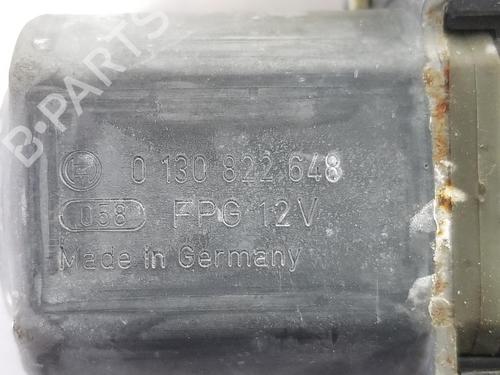 B-PARTS
0 130 822 648
058 FPG 12V
Made in Germany